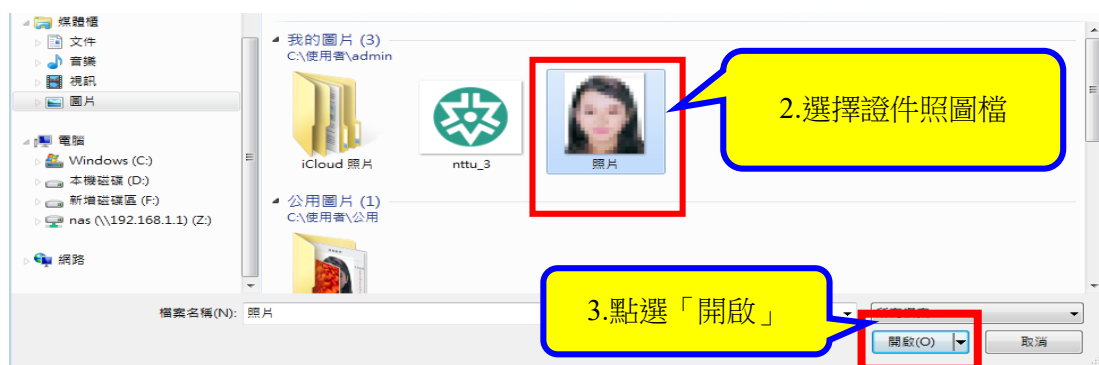 媒體櫃
文件
音樂
視訊
圖片
電腦
Windows (C:)
本機磁碟 (D:)
新增磁碟區 (F:)
nas (\\192.168.1.1) (Z:)
網路
我的圖片 (3)
C:\使用者\admin
iCloud 照片
nttu_3
照片
2.選擇證件照圖檔
公用圖片 (1)
C:\使用者\公用
3.點選「開啟」
檔案名稱(N): 照片
開啟(O)
取消